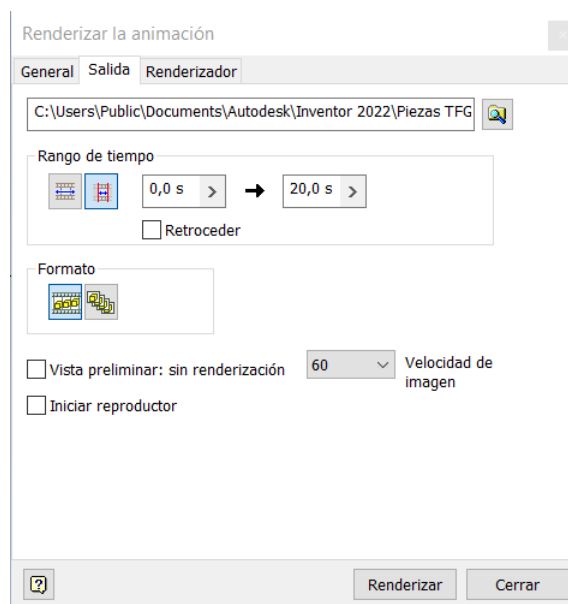 Renderizar la animación
General Salida Renderizador
C:\Users\Public\Documents\Autodesk\Inventor 2022\Piezas TFG
Rango de tiempo
0,0 s > 20,0 s >
Retroceder
Formato
Vista preliminar: sin renderización 60 Velocidad de
imagen
Iniciar reproductor
Renderizar Cerrar